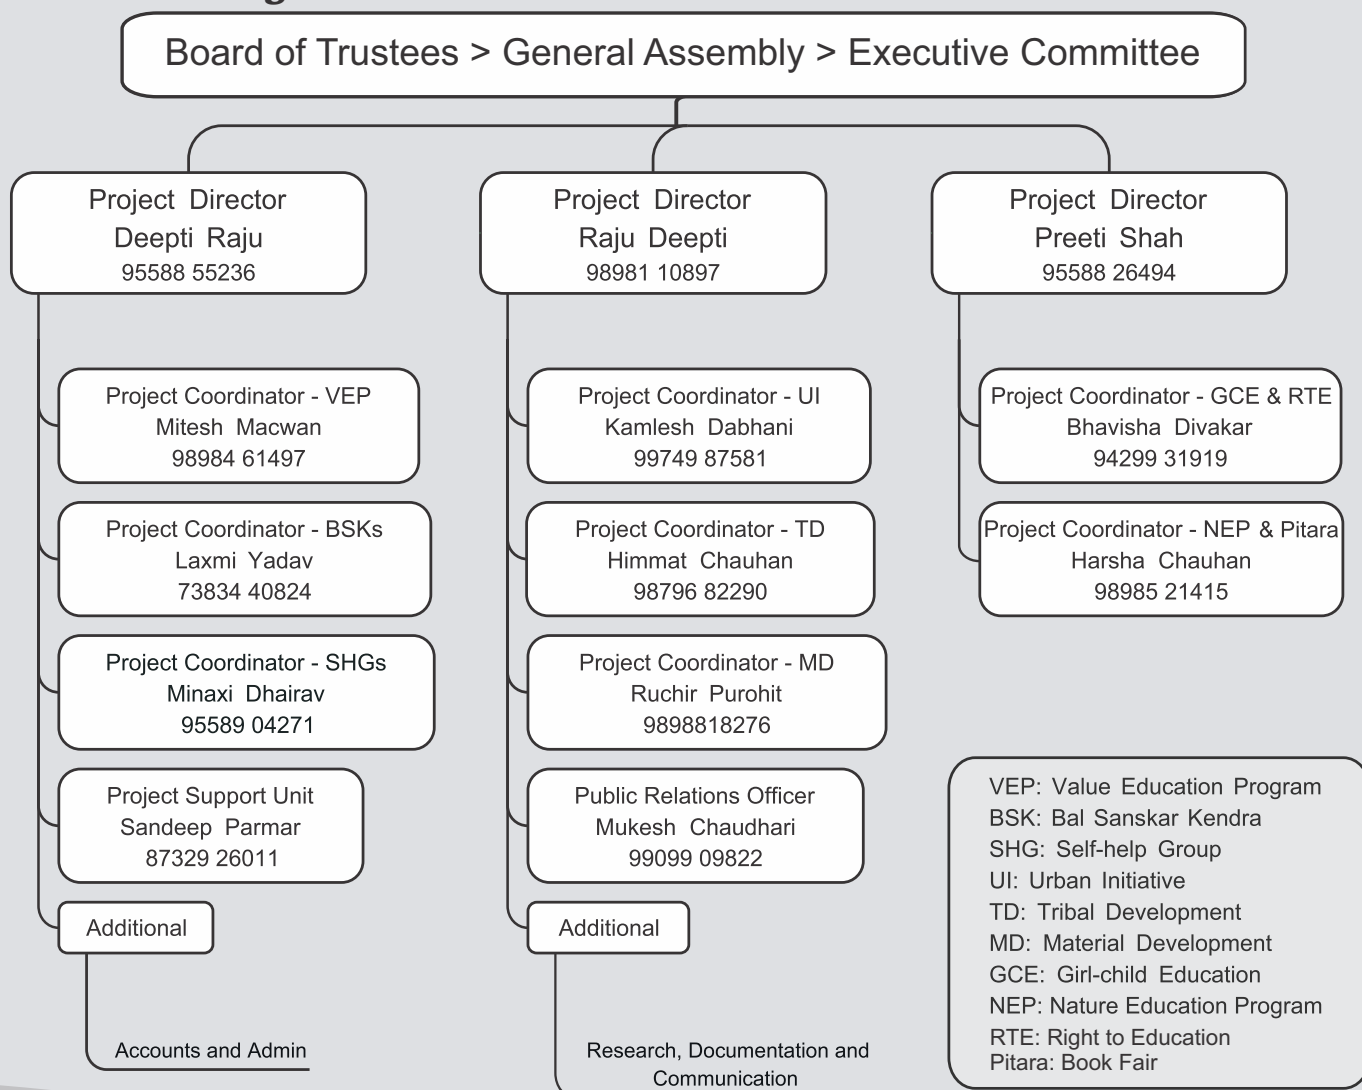 Board of Trustees > General Assembly > Executive Committee
Project Director
Deepti Raju
95588 55236
Project Coordinator - VEP
Mitesh Macwan
98984 61497
Project Coordinator - BSKs
Laxmi Yadav
73834 40824
Project Coordinator - SHGs
Minaxi Dhairav
95589 04271
Project Support Unit
Sandeep Parmar
87329 26011
Additional
Accounts and Admin
Project Director
Raju Deepti
98981 10897
Project Coordinator - UI
Kamlesh Dabhani
99749 87581
Project Coordinator - TD
Himmat Chauhan
98796 82290
Project Coordinator - MD
Ruchir Purohit
9898818276
Public Relations Officer
Mukesh Chaudhari
99099 09822
Additional
Research, Documentation and
Communication
Project Director
Preeti Shah
95588 26494
Project Coordinator - GCE & RTE
Bhavisha Divakar
94299 31919
Project Coordinator - NEP & Pitara
Harsha Chauhan
98985 21415
VEP: Value Education Program
BSK: Bal Sanskar Kendra
SHG: Self-help Group
UI: Urban Initiative
TD: Tribal Development
MD: Material Development
GCE: Girl-child Education
NEP: Nature Education Program
RTE: Right to Education
Pitara: Book Fair